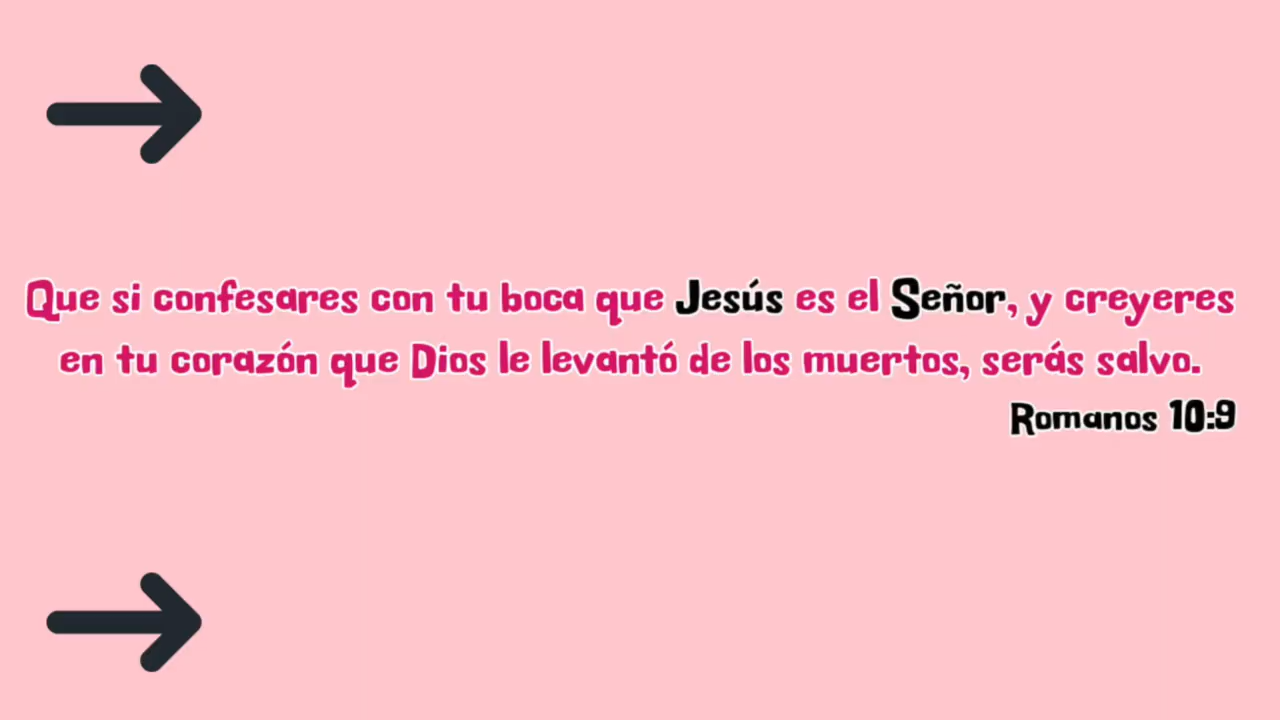 Que si confesares con tu boca que Jesús es el Señor, y creyeres
en tu corazón que Dios le levantó de los muertos, serás salvo.
Romanos 10:9